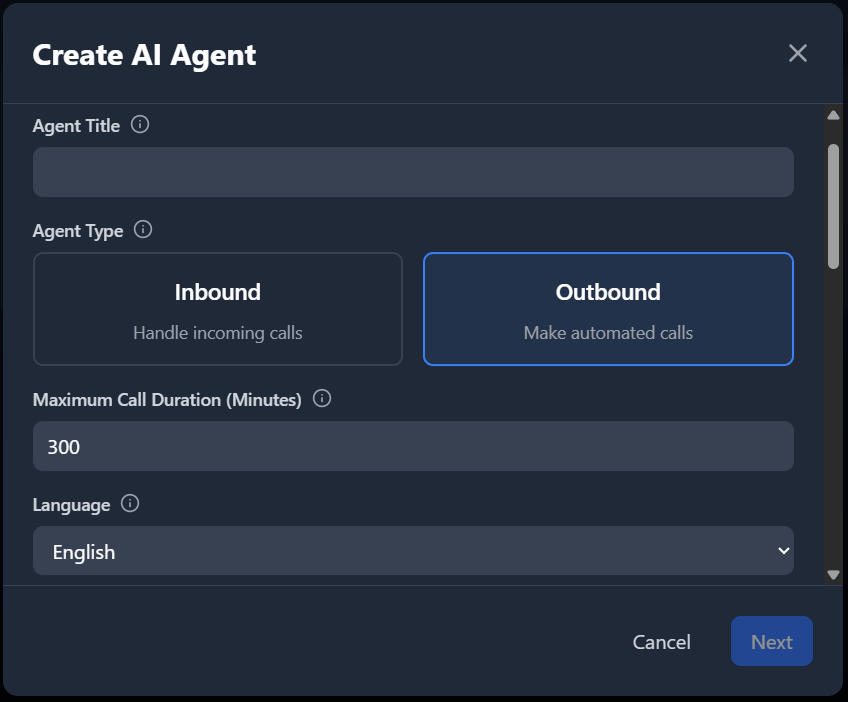 Create AI Agent
Agent Title
Agent Type
Inbound
Handle incoming calls
Outbound
Make automated calls
Maximum Call Duration (Minutes)
300
Language
English
Cancel
Next